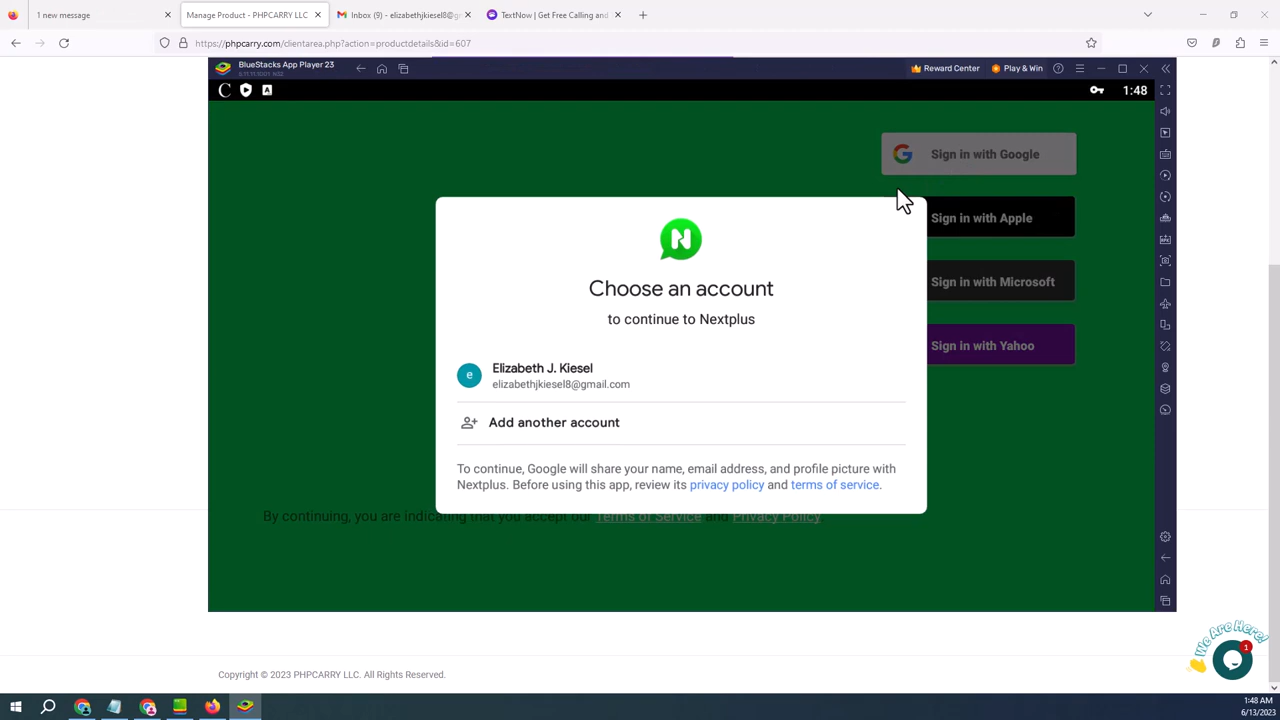 1 new message
Manage Product - PHPCARRY LLC
Inbox (9) - elizabethkiesel8@gm
TextNow | Get Free Calling and
https://phpcarry.com/clientarea.php?action=productdetails&id=607
BlueStacks App Player 23
Reward Center
Play & Win
1:48
Sign in with Google
Sign in with Apple
Sign in with Microsoft
Sign in with Yahoo
N
Choose an account
to continue to Nextplus
e
Elizabeth J. Kiesel
elizabethjkiesel8@gmail.com
Add another account
To continue, Google will share your name, email address, and profile picture with
Nextplus. Before using this app, review its privacy policy and terms of service.
By continuing, you are indicating that you accept our Terms of Service and Privacy Policy
We Are Here!
1
Copyright © 2023 PHPCARRY LLC. All Rights Reserved.
1:48 AM
6/13/2023